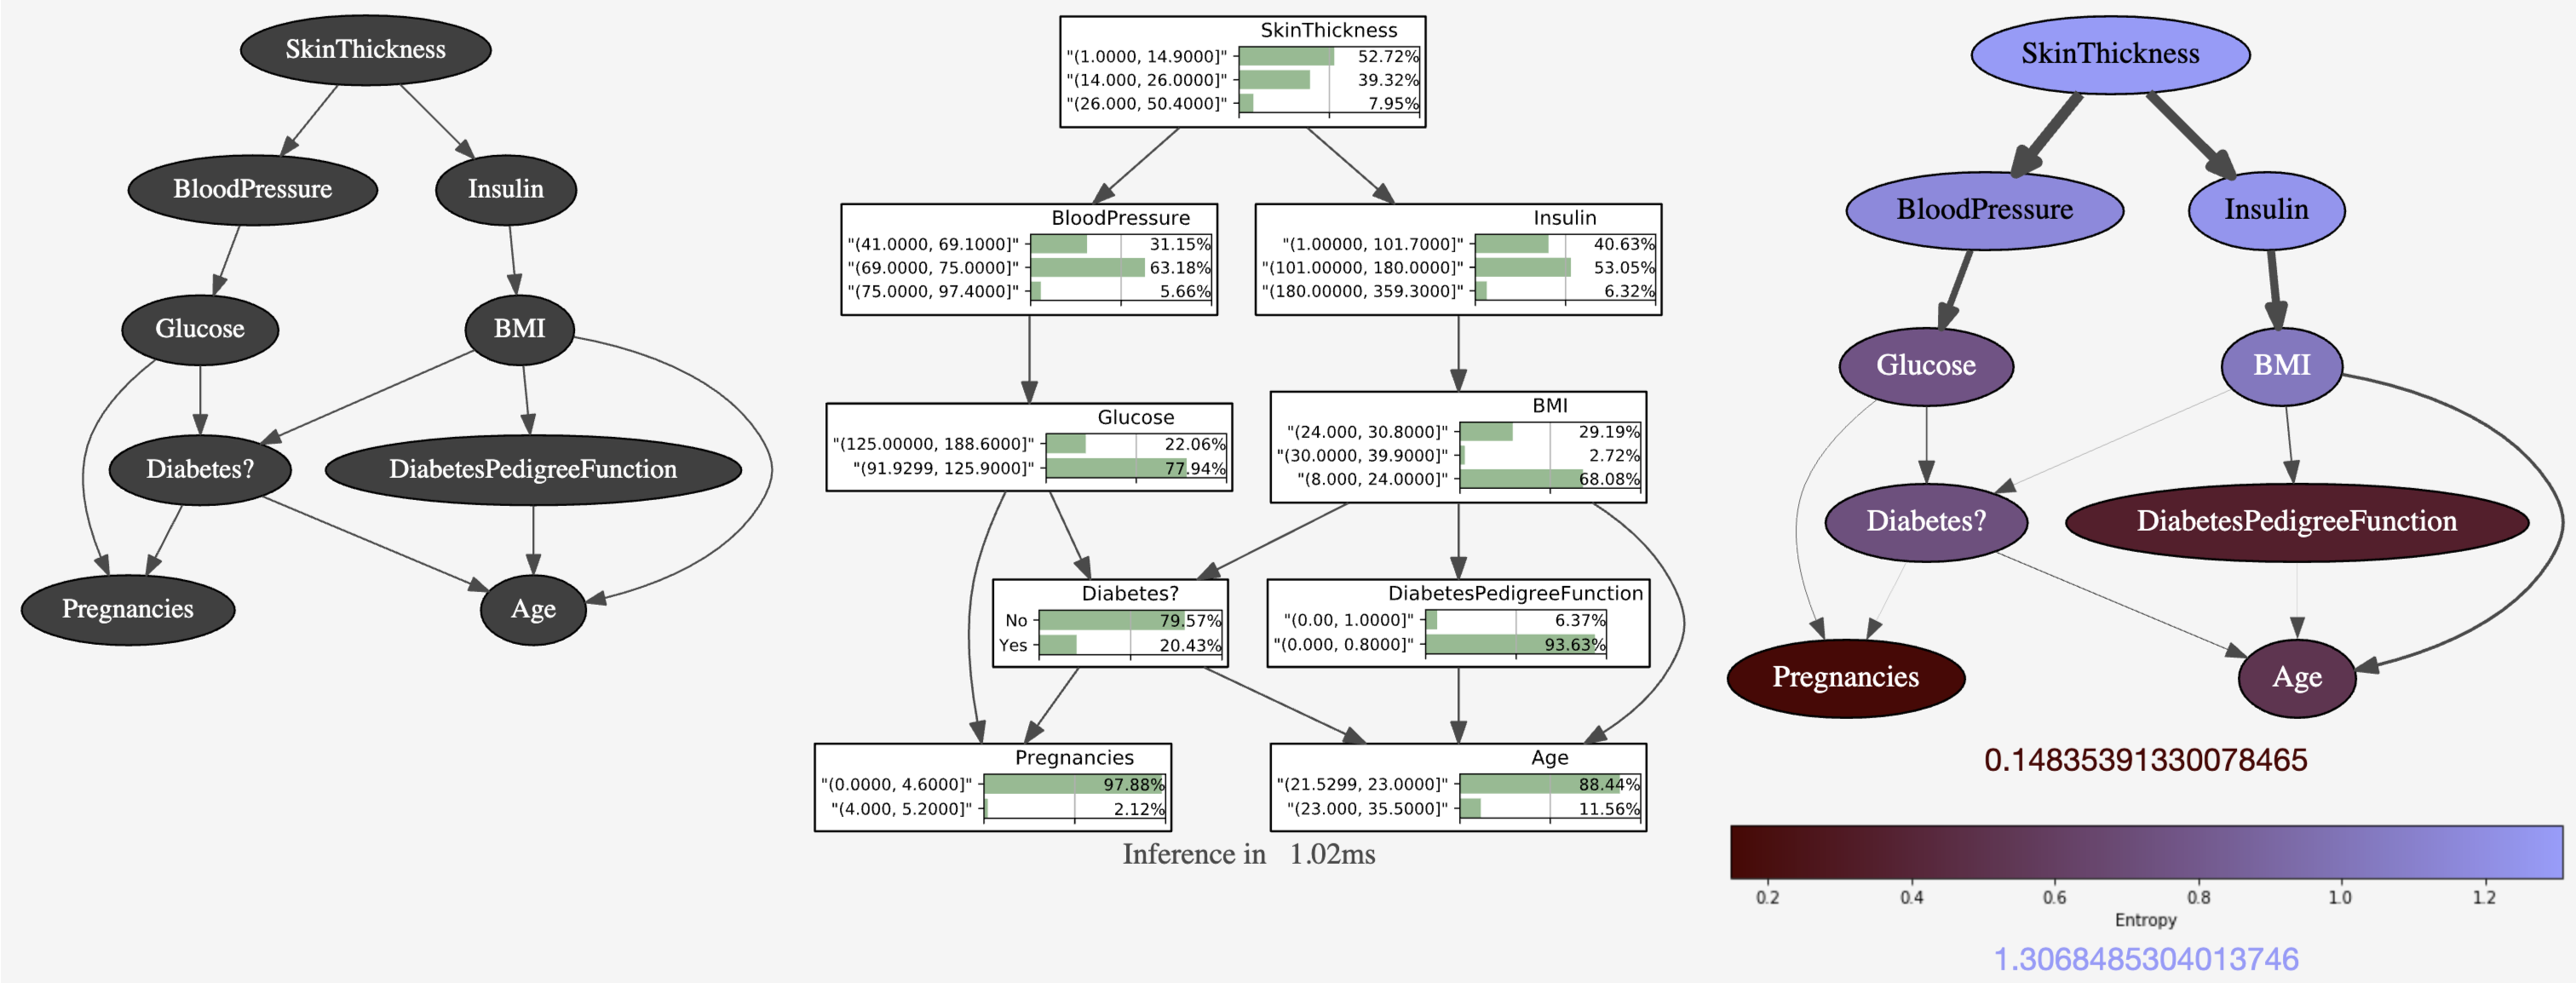 SkinThickness
BloodPressure
Insulin
Glucose
BMI
Diabetes?
DiabetesPedigreeFunction
Pregnancies
Age
SkinThickness
"(1.0000, 14.9000]" 52.72%
"(14.000, 26.0000]" 39.32%
"(26.000, 50.4000]" 7.95%
BloodPressure
"(41.0000, 69.1000]" 31.15%
"(69.0000, 75.0000]" 63.18%
"(75.0000, 97.4000]" 5.66%
Insulin
"(1.00000, 101.7000]" 40.63%
"(101.00000, 180.0000]" 53.05%
"(180.00000, 359.3000]" 6.32%
Glucose
"(125.00000, 188.6000]" 22.06%
"(91.9299, 125.9000]" 77.94%
BMI
"(24.000, 30.8000]" 29.19%
"(30.0000, 39.9000]" 2.72%
"(8.000, 24.0000]" 68.08%
Diabetes?
No 79.57%
Yes 20.43%
DiabetesPedigreeFunction
"(0.00, 1.0000]" 6.37%
"(0.000, 0.8000]" 93.63%
Pregnancies
"(0.0000, 4.6000]" 97.88%
"(4.000, 5.2000]" 2.12%
Age
"(21.5299, 23.0000]" 88.44%
"(23.000, 35.5000]" 11.56%
Inference in 1.02ms
SkinThickness
BloodPressure
Insulin
Glucose
BMI
Diabetes?
DiabetesPedigreeFunction
Pregnancies
Age
0.14835391330078465
0.2 0.4 0.6 0.8 1.0 1.2
Entropy
1.3068485304013746